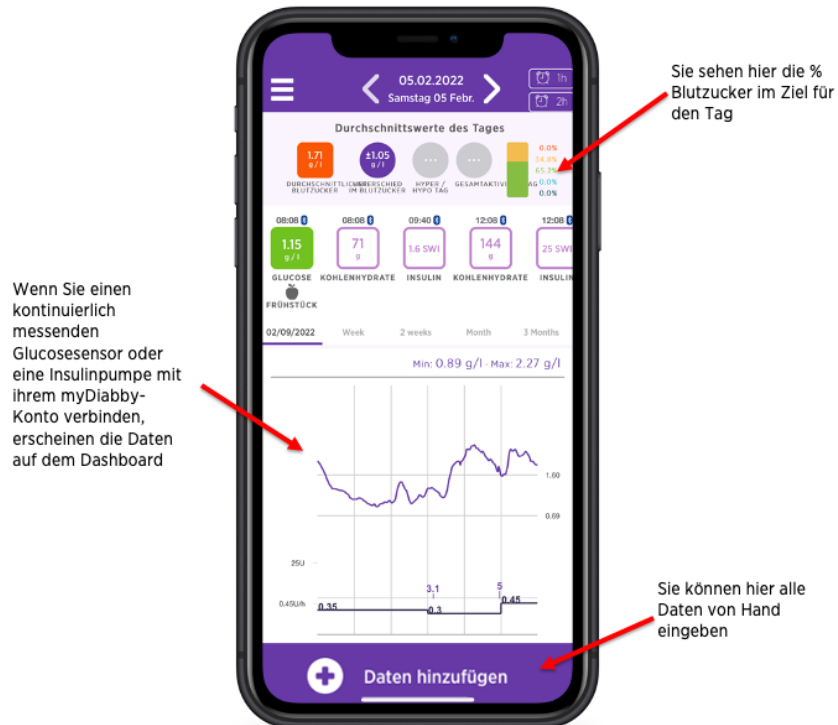 05.02.2022
Samstag 05 Febr.
1h
2h
Durchschnittswerte des Tages
1.71
g/l
±1.05
g/l
...
...
0.0%
34.8%
65.2%
0.0%
0.0%
HYPER /
HYPO TAG
IM BLUTZUCKER
BLUTZUCKER
08:08
08:08
09:40
12:08
12:08
1.15
g/l
71
g
1.6 SWI
144
g
25 SWI
GLUCOSE
KOHLENHYDRATE
INSULIN
KOHLENHYDRATE
INSULIN
FRÜHSTÜCK
02/09/2022
Week
2 weeks
Month
3 Months
Min: 0.89 g/l - Max: 2.27 g/l
1.60
0.69
25U
3.1
5
0.45U/h
0.35
0.3
0.45
Daten hinzufügen
Sie sehen hier die %
Blutzucker im Ziel für
den Tag
Wenn Sie einen
kontinuierlich
messenden
Glucosesensor oder
eine Insulinpumpe mit
ihrem myDiabby-
Konto verbinden,
erscheinen die Daten
auf dem Dashboard
Sie können hier alle
Daten von Hand
eingeben